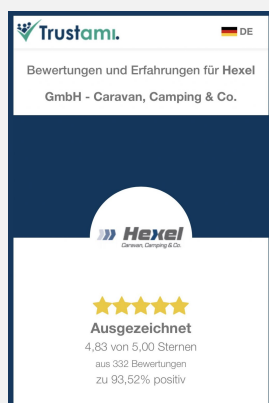 Trustami.
DE
Bewertungen und Erfahrungen für Hexel
GmbH - Caravan, Camping & Co.
Hexel
Caravan, Camping & Co.
Ausgezeichnet
4,83 von 5,00 Sternen
aus 332 Bewertungen
zu 93,52% positiv